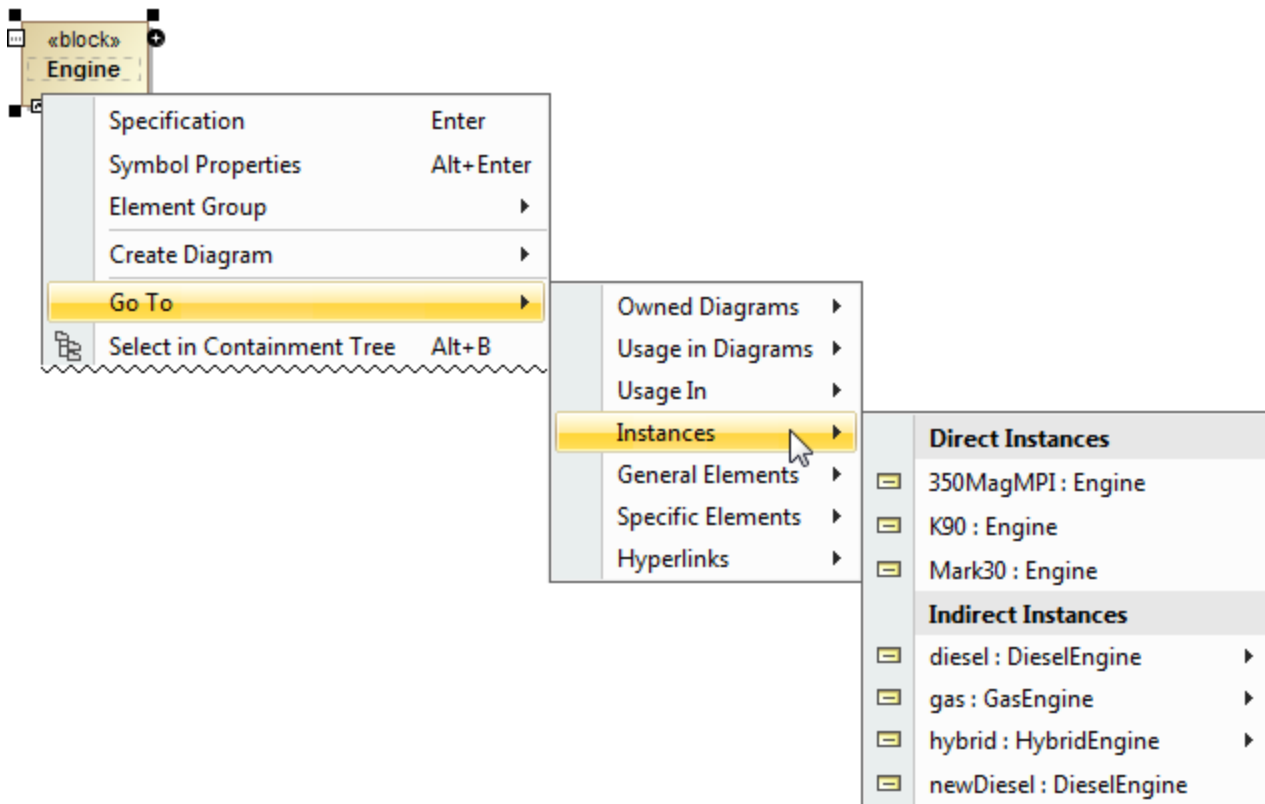 «block»
Engine
Specification Enter
Symbol Properties Alt+Enter
Element Group
Create Diagram
Go To
Select in Containment Tree Alt+B
Owned Diagrams
Usage in Diagrams
Usage In
Instances
General Elements
Specific Elements
Hyperlinks
Direct Instances
350MagMPI : Engine
K90 : Engine
Mark30 : Engine
Indirect Instances
diesel : DieselEngine
gas : GasEngine
hybrid : HybridEngine
newDiesel : DieselEngine